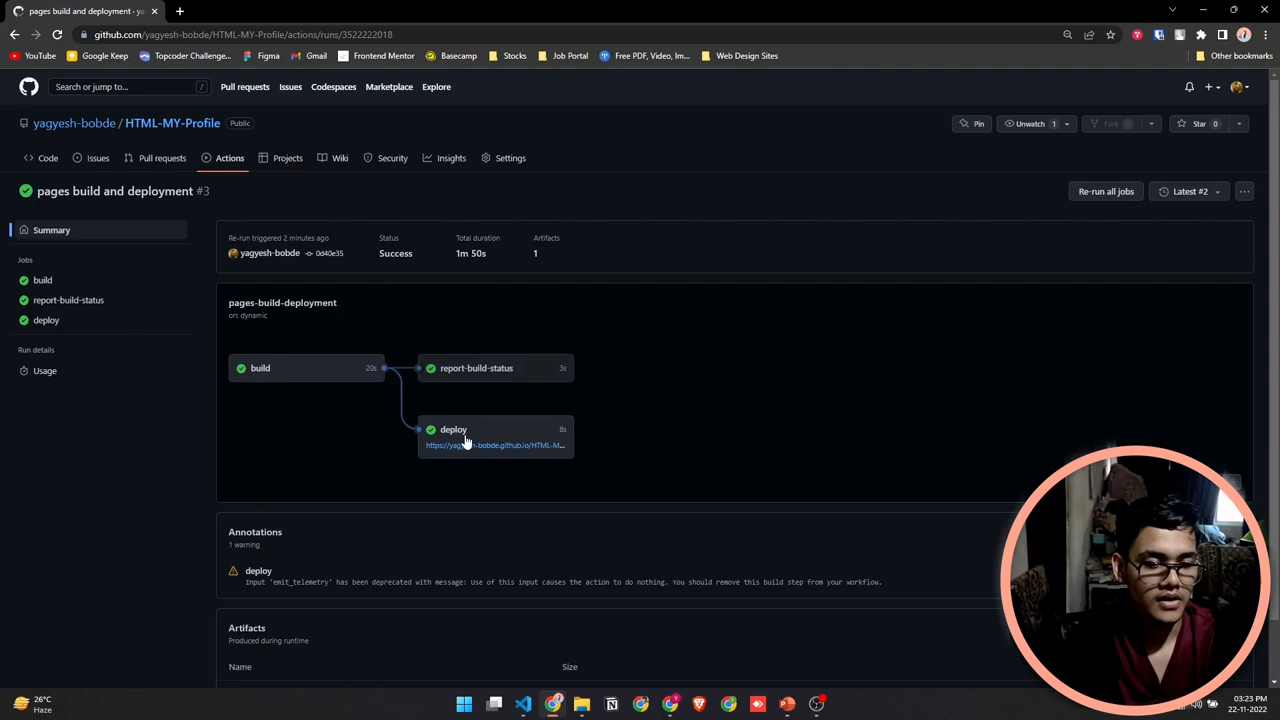 pages build and deployment · ya
github.com/yagyesh-bobde/HTML-MY-Profile/actions/runs/3522222018
YouTube Google Keep Topcoder Challenge... Figma Gmail Frontend Mentor Basecamp Stocks Job Portal Free PDF, Video, Im... Web Design Sites Other bookmarks
Search or jump to... / Pull requests Issues Codespaces Marketplace Explore
yagyesh-bobde / HTML-MY-Profile Public Pin Unwatch 1 Fork Star 0
Code Issues Pull requests Actions Projects Wiki Security Insights Settings
pages build and deployment #3 Re-run all jobs Latest #2 ...
Summary
Jobs
build
report-build-status
deploy
Run details
Usage
Re-run triggered 2 minutes ago Status Total duration Artifacts
yagyesh-bobde 0d40e35 Success 1m 50s 1
pages-build-deployment
on: dynamic
build 20s report-build-status 3s
deploy 8s
https://yagyesh-bobde.github.io/HTML-M...
Annotations
1 warning
deploy
Input 'emit_telemetry' has been deprecated with message: Use of this input causes the action to do nothing. You should remove this build step from your workflow.
Artifacts
Produced during runtime
Name Size
26°C
Haze
03:23 PM
22-11-2022